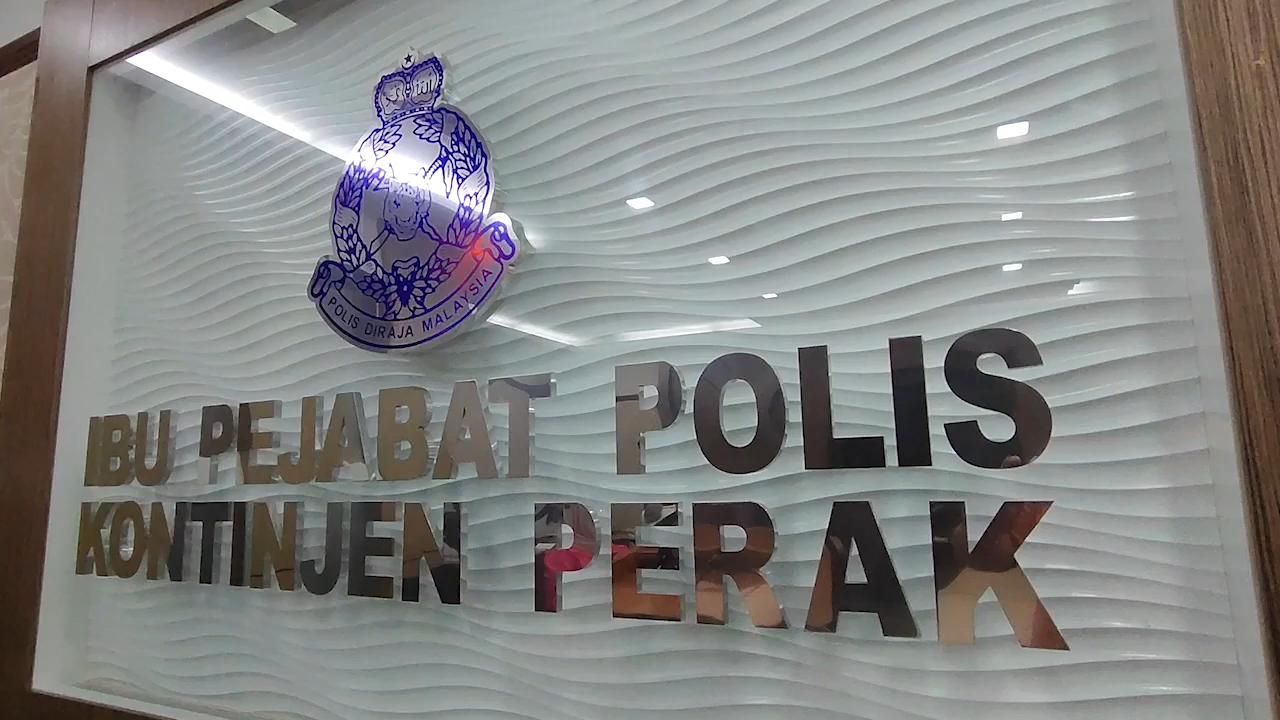 POLIS DIRAJA MALAYSIA
IBU PEJABAT POLIS
KONTINJEN PERAK